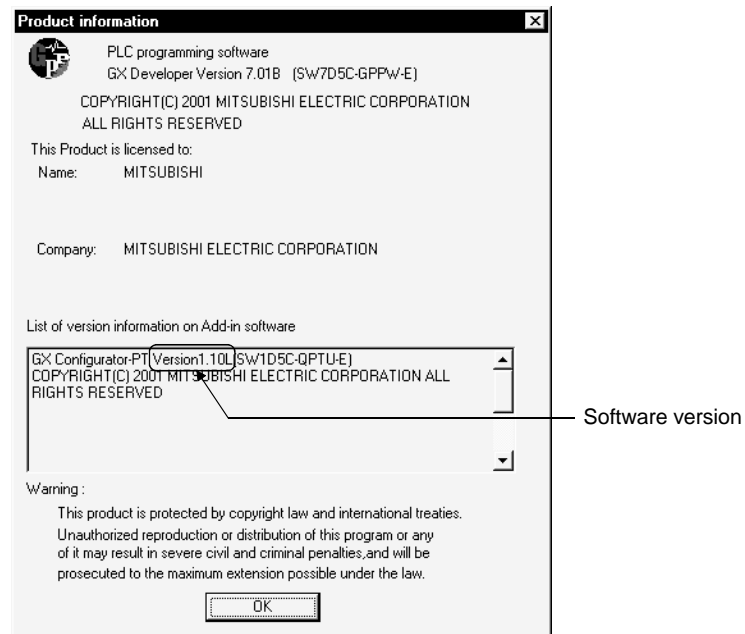 Product information
PLC programming software
GX Developer Version 7.01B (SW7D5C-GPPW-E)
COPYRIGHT(C) 2001 MITSUBISHI ELECTRIC CORPORATION
ALL RIGHTS RESERVED
This Product is licensed to:
Name: MITSUBISHI
Company: MITSUBISHI ELECTRIC CORPORATION
List of version information on Add-in software
GX Configurator-PT Version1.10L(SW1D5C-QPTU-E)
COPYRIGHT(C) 2001 MITSUBISHI ELECTRIC CORPORATION ALL
RIGHTS RESERVED
Software version
Warning :
This product is protected by copyright law and international treaties.
Unauthorized reproduction or distribution of this program or any
of it may result in severe civil and criminal penalties,and will be
prosecuted to the maximum extension possible under the law.
OK